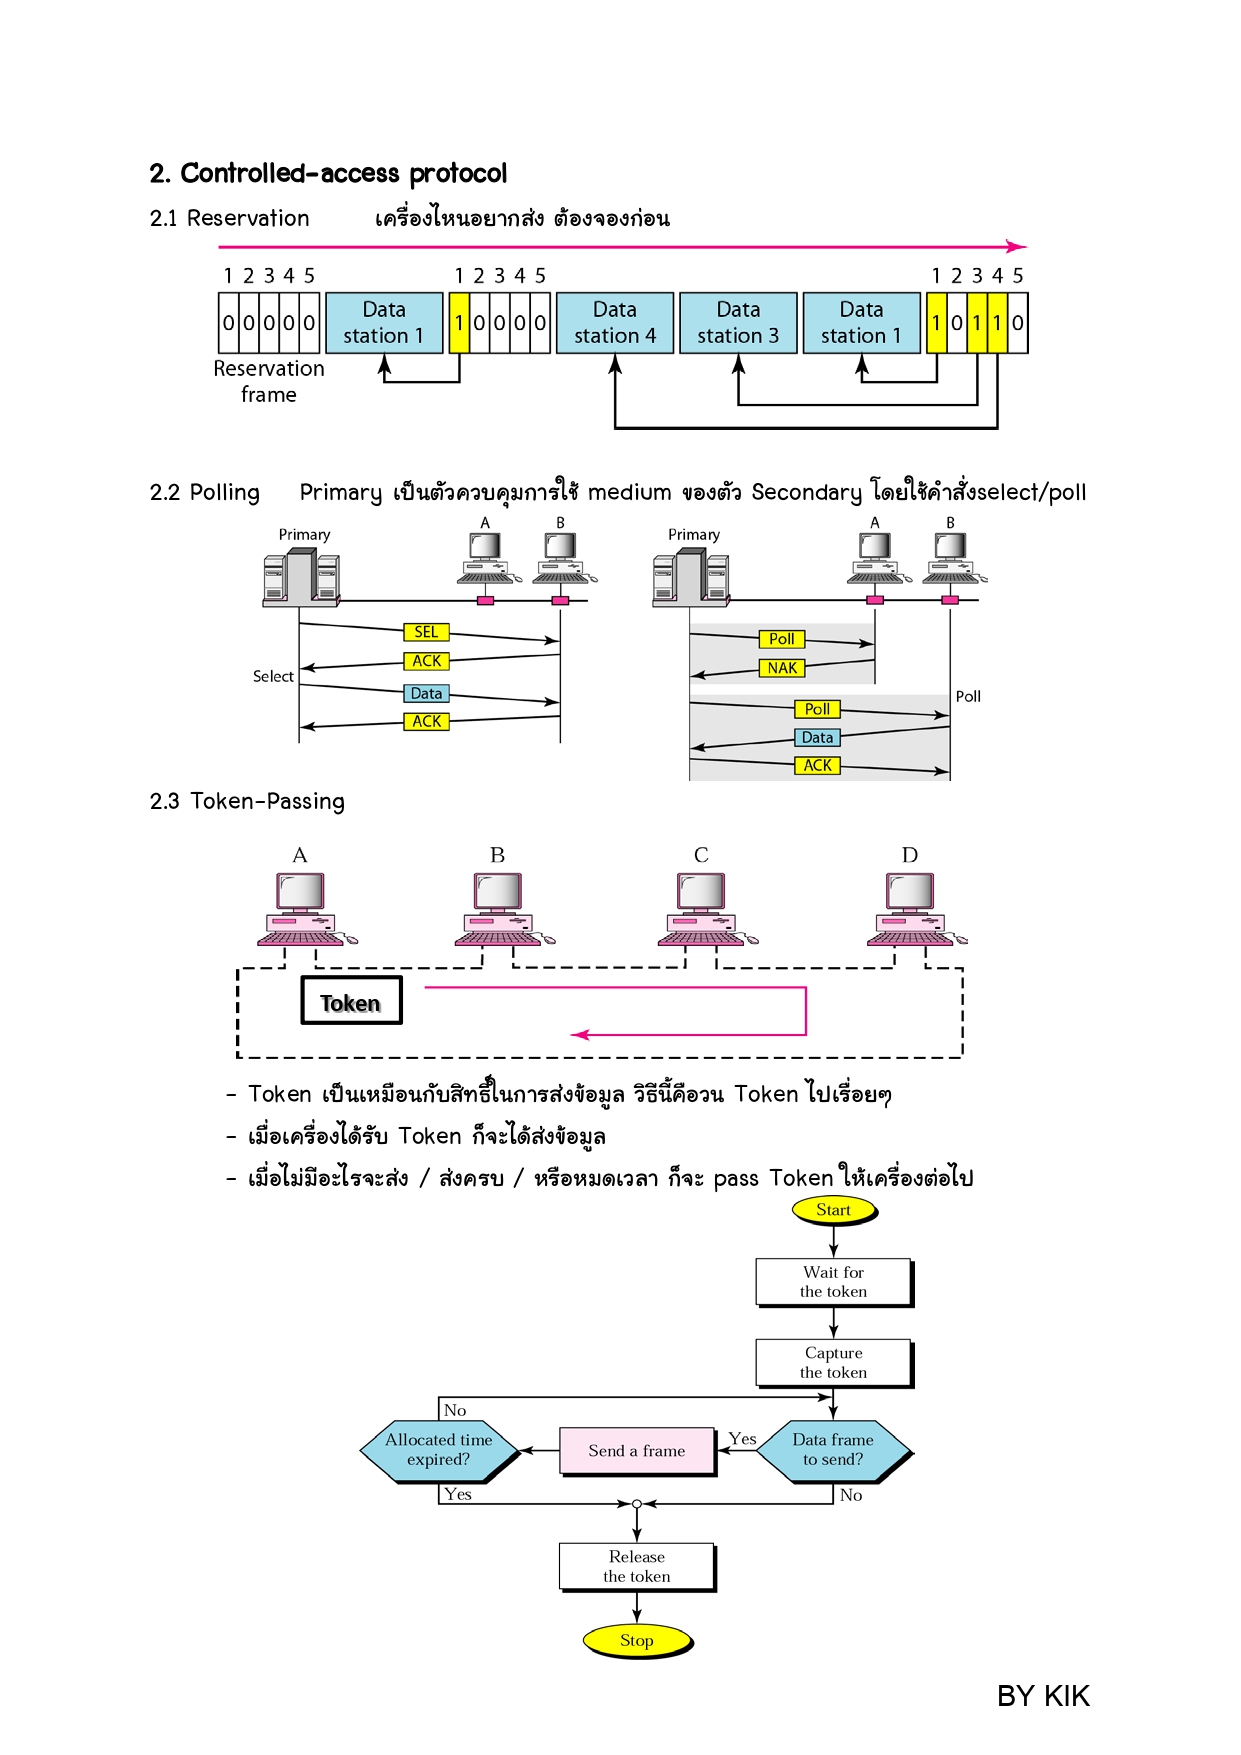 2. Controlled-access protocol
2.1 Reservation เครื่องไหนอยากส่ง ต้องจองก่อน
1 2 3 4 5 1 2 3 4 5 1 2 3 4 5
0 0 0 0 0 Data station 1 1 0 0 0 0 Data station 4 Data station 3 Data station 1 1 0 1 1 0
Reservation
frame
2.2 Polling Primary เป็นตัวควบคุมการใช้ medium ของตัว Secondary โดยใช้คำสั่งselect/poll
Primary A B
SEL
ACK
Select
Data
ACK
Primary A B
Poll
NAK
Poll
Poll
Data
ACK
2.3 Token-Passing
A B C D
Token
- Token เป็นเหมือนกับสิทธิ์ในการส่งข้อมูล วิธีนี้คือวน Token ไปเรื่อยๆ
- เมื่อเครื่องได้รับ Token ก็จะได้ส่งข้อมูล
- เมื่อไม่มีอะไรจะส่ง / ส่งครบ / หรือหมดเวลา ก็จะ pass Token ให้เครื่องต่อไป
Start
Wait for
the token
Capture
the token
No
Allocated time
expired?
Send a frame
Yes
Data frame
to send?
Yes
No
Release
the token
Stop
BY KIK